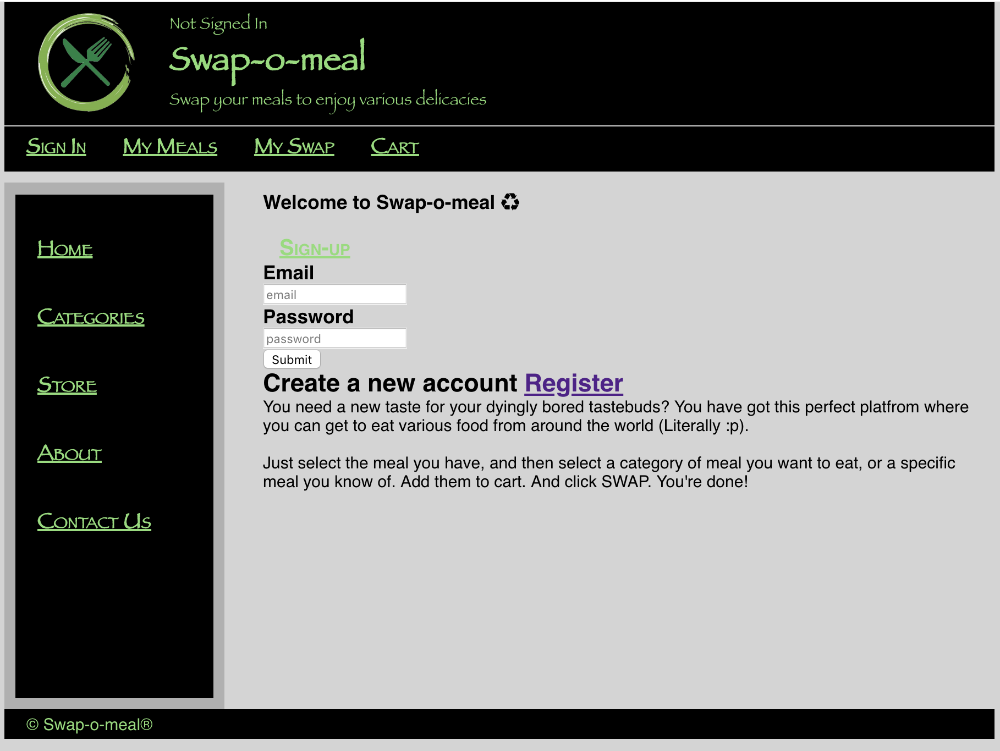 Not Signed In
Swap-o-meal
Swap your meals to enjoy various delicacies
Sign In My Meals My Swap Cart
Home
Categories
Store
About
Contact Us
Welcome to Swap-o-meal ♻
Sign-up
Email
email
Password
password
Submit
Create a new account Register
You need a new taste for your dyingly bored tastebuds? You have got this perfect platfrom where
you can get to eat various food from around the world (Literally :p).
Just select the meal you have, and then select a category of meal you want to eat, or a specific
meal you know of. Add them to cart. And click SWAP. You're done!
© Swap-o-meal®